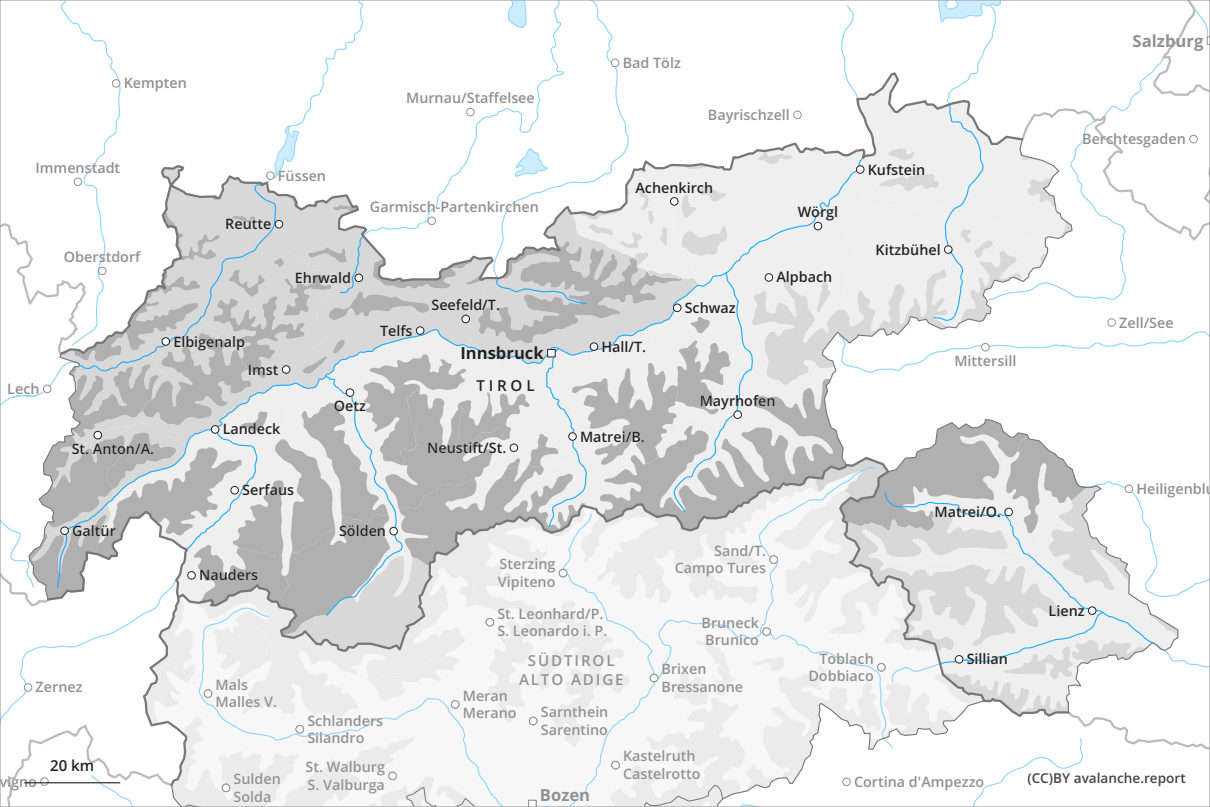 Salzburg
Bad Tölz
Kempten
Murnau/Staffelsee
Bayrischzell
Berchtesgaden
Immenstadt
Füssen
Kufstein
Achenkirch
Garmisch-Partenkirchen
Wörgl
Reutte
Kitzbühel
Oberstdorf
Ehrwald
Alpbach
Seefeld/T.
Schwaz
Zell/See
Telfs
Elbigenalp
Innsbruck
Hall/T.
Mittersill
Imst
TIROL
Lech
Oetz
Mayrhofen
Landeck
Matrei/B.
St. Anton/A.
Neustift/St.
Serfaus
Heiligenblu
Matrei/O.
Galtür
Sölden
Sand/T.
Campo Tures
Sterzing
Vipiteno
Nauders
Lienz
St. Leonhard/P.
S. Leonardo i. P.
Bruneck
Brunico
SÜDTIROL
ALTO ADIGE
Toblach
Dobbiaco
Sillian
Brixen
Bressanone
Zernez
Mals
Malles V.
Meran
Merano
Sarnthein
Sarentino
Schlanders
Silandro
Kastelruth
Castelrotto
St. Walburg
S. Valburga
20 km
vigno
Sulden
Solda
Cortina d'Ampezzo
(CC)BY avalanche.report
Bozen